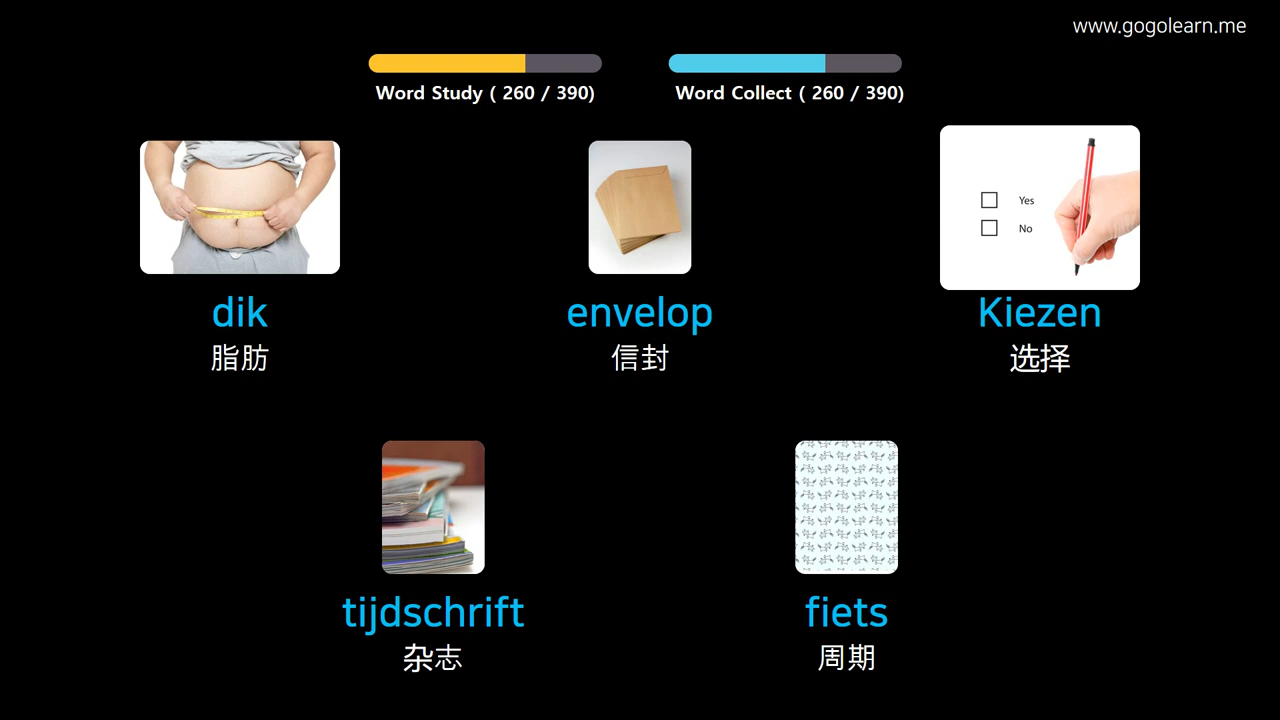 www.gogolearn.me
Word Study ( 260 / 390)
Word Collect ( 260 / 390)
Yes
No
dik
脂肪
envelop
信封
Kiezen
选择
tijdschrift
杂志
fiets
周期